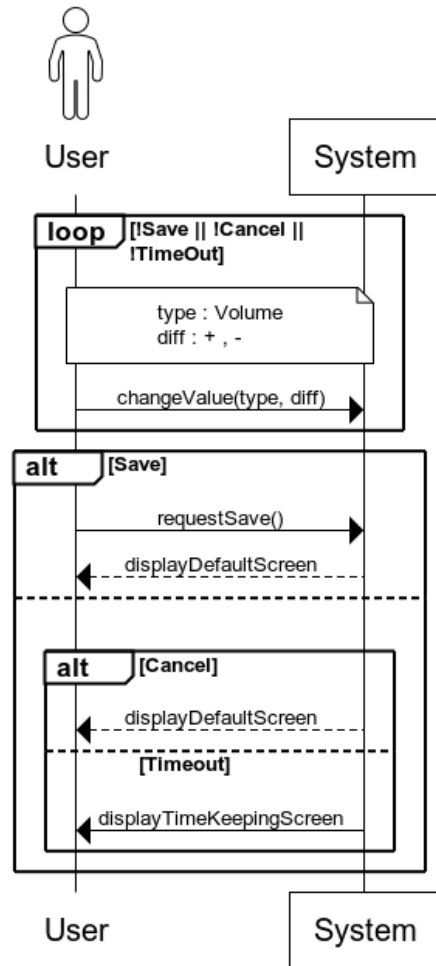 User
System
loop
[!Save || !Cancel ||
!TimeOut]
type : Volume
diff : + , -
changeValue(type, diff)
alt
[Save]
requestSave()
displayDefaultScreen
alt
[Cancel]
displayDefaultScreen
[Timeout]
displayTimeKeepingScreen
User
System